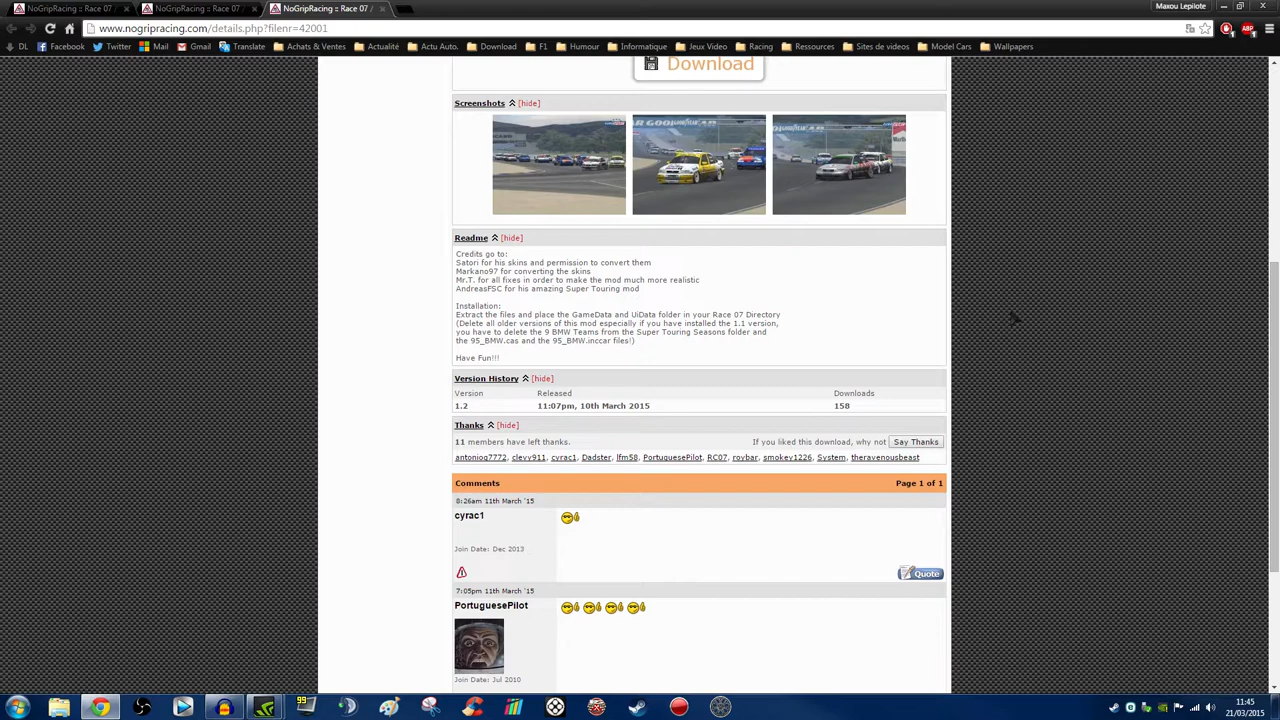 NoGripRacing :: Race 07
NoGripRacing :: Race 07
NoGripRacing :: Race 07
Maxou Lepilote
www.nogripracing.com/details.php?filenr=42001
DL Facebook Twitter Mail Gmail Translate Achats & Ventes Actualité Actu Auto. Download F1 Humour Informatique Jeux Video Racing Ressources Sites de videos Model Cars Wallpapers
Download
Screenshots [hide]
Readme [hide]
Credits go to:
Satori for his skins and permission to convert them
Markano97 for converting the skins
Mr.T. for all fixes in order to make the mod much more realistic
AndreasFSC for his amazing Super Touring mod
Installation:
Extract the files and place the GameData and UiData folder in your Race 07 Directory
(Delete all older versions of this mod especially if you have installed the 1.1 version,
you have to delete the 9 BMW Teams from the Super Touring Seasons folder and
the 95_BMW.cas and the 95_BMW.inccar files!)
Have Fun!!!
Version History [hide]
Version Released Downloads
1.2 11:07pm, 10th March 2015 158
Thanks [hide]
11 members have left thanks. If you liked this download, why not Say Thanks
antoniog7772, clevy911, cyrac1, Dadster, lfm58, PortuguesePilot, RC07, rovbar, smokey1226, System, theravenousbeast
Comments Page 1 of 1
8:26am 11th March '15
cyrac1
Join Date: Dec 2013
Quote
7:05pm 11th March '15
PortuguesePilot
Join Date: Jul 2010
99
11:45
21/03/2015